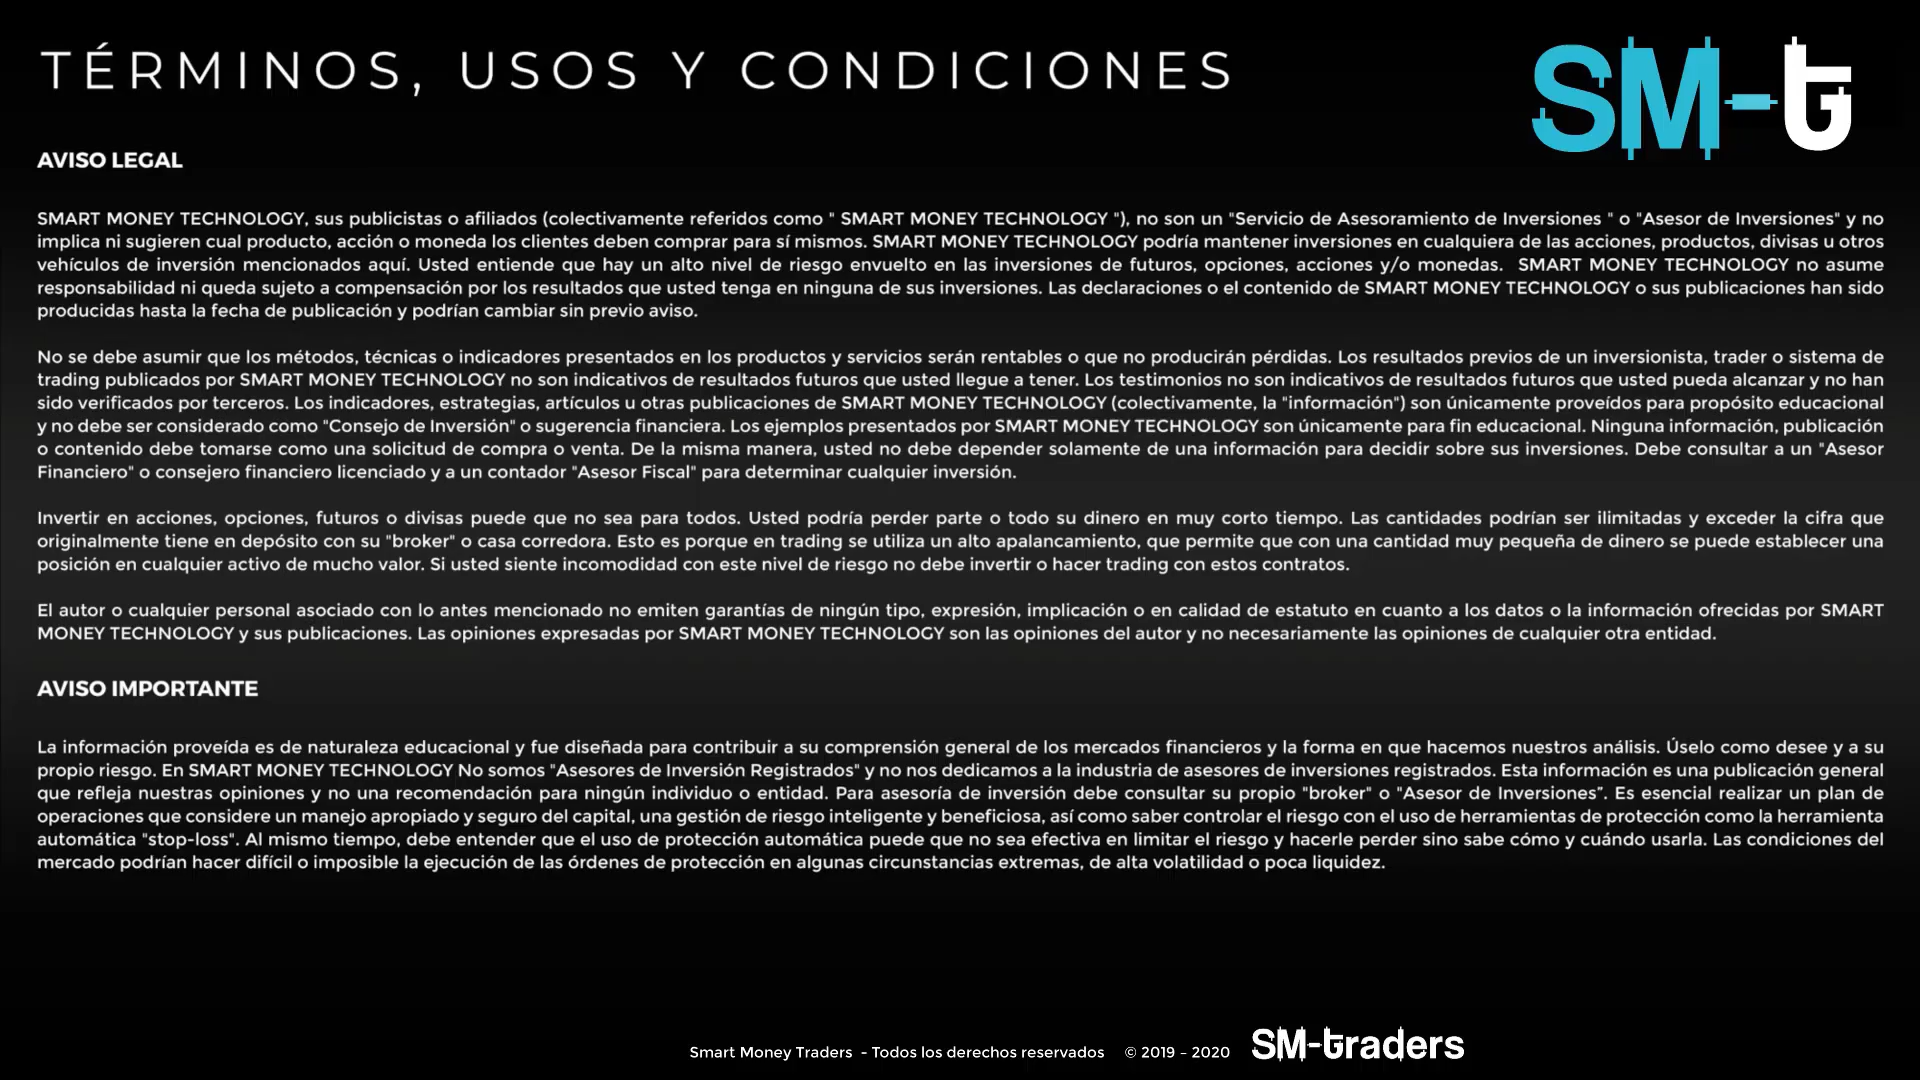 TÉRMINOS, USOS Y CONDICIONES
SM-t
AVISO LEGAL
SMART MONEY TECHNOLOGY, sus publicistas o afiliados (colectivamente referidos como " SMART MONEY TECHNOLOGY "), no son un "Servicio de Asesoramiento de Inversiones " o "Asesor de Inversiones" y no
implica ni sugieren cual producto, acción o moneda los clientes deben comprar para sí mismos. SMART MONEY TECHNOLOGY podría mantener inversiones en cualquiera de las acciones, productos, divisas u otros
vehículos de inversión mencionados aquí. Usted entiende que hay un alto nivel de riesgo envuelto en las inversiones de futuros, opciones, acciones y/o monedas. SMART MONEY TECHNOLOGY no asume
responsabilidad ni queda sujeto a compensación por los resultados que usted tenga en ninguna de sus inversiones. Las declaraciones o el contenido de SMART MONEY TECHNOLOGY o sus publicaciones han sido
producidas hasta la fecha de publicación y podrían cambiar sin previo aviso.
No se debe asumir que los métodos, técnicas o indicadores presentados en los productos y servicios serán rentables o que no producirán pérdidas. Los resultados previos de un inversionista, trader o sistema de
trading publicados por SMART MONEY TECHNOLOGY no son indicativos de resultados futuros que usted llegue a tener. Los testimonios no son indicativos de resultados futuros que usted pueda alcanzar y no han
sido verificados por terceros. Los indicadores, estrategias, artículos u otras publicaciones de SMART MONEY TECHNOLOGY (colectivamente, la "información") son únicamente proveídos para propósito educacional
y no debe ser considerado como "Consejo de Inversión" o sugerencia financiera. Los ejemplos presentados por SMART MONEY TECHNOLOGY son únicamente para fin educacional. Ninguna información, publicación
o contenido debe tomarse como una solicitud de compra o venta. De la misma manera, usted no debe depender solamente de una información para decidir sobre sus inversiones. Debe consultar a un "Asesor
Financiero" o consejero financiero licenciado y a un contador "Asesor Fiscal" para determinar cualquier inversión.
Invertir en acciones, opciones, futuros o divisas puede que no sea para todos. Usted podría perder parte o todo su dinero en muy corto tiempo. Las cantidades podrían ser ilimitadas y exceder la cifra que
originalmente tiene en depósito con su "broker" o casa corredora. Esto es porque en trading se utiliza un alto apalancamiento, que permite que con una cantidad muy pequeña de dinero se puede establecer una
posición en cualquier activo de mucho valor. Si usted siente incomodidad con este nivel de riesgo no debe invertir o hacer trading con estos contratos.
El autor o cualquier personal asociado con lo antes mencionado no emiten garantías de ningún tipo, expresión, implicación o en calidad de estatuto en cuanto a los datos o la información ofrecidas por SMART
MONEY TECHNOLOGY y sus publicaciones. Las opiniones expresadas por SMART MONEY TECHNOLOGY son las opiniones del autor y no necesariamente las opiniones de cualquier otra entidad.
AVISO IMPORTANTE
La información proveída es de naturaleza educacional y fue diseñada para contribuir a su comprensión general de los mercados financieros y la forma en que hacemos nuestros análisis. Úselo como desee y a su
propio riesgo. En SMART MONEY TECHNOLOGY No somos "Asesores de Inversión Registrados" y no nos dedicamos a la industria de asesores de inversiones registrados. Esta información es una publicación general
que refleja nuestras opiniones y no una recomendación para ningún individuo o entidad. Para asesoría de inversión debe consultar su propio "broker" o "Asesor de Inversiones”. Es esencial realizar un plan de
operaciones que considere un manejo apropiado y seguro del capital, una gestión de riesgo inteligente y beneficiosa, así como saber controlar el riesgo con el uso de herramientas de protección como la herramienta
automática "stop-loss". Al mismo tiempo, debe entender que el uso de protección automática puede que no sea efectiva en limitar el riesgo y hacerle perder sino sabe cómo y cuándo usarla. Las condiciones del
mercado podrían hacer difícil o imposible la ejecución de las órdenes de protección en algunas circunstancias extremas, de alta volatilidad o poca liquidez.
Smart Money Traders - Todos los derechos reservados © 2019 – 2020 SM-traders